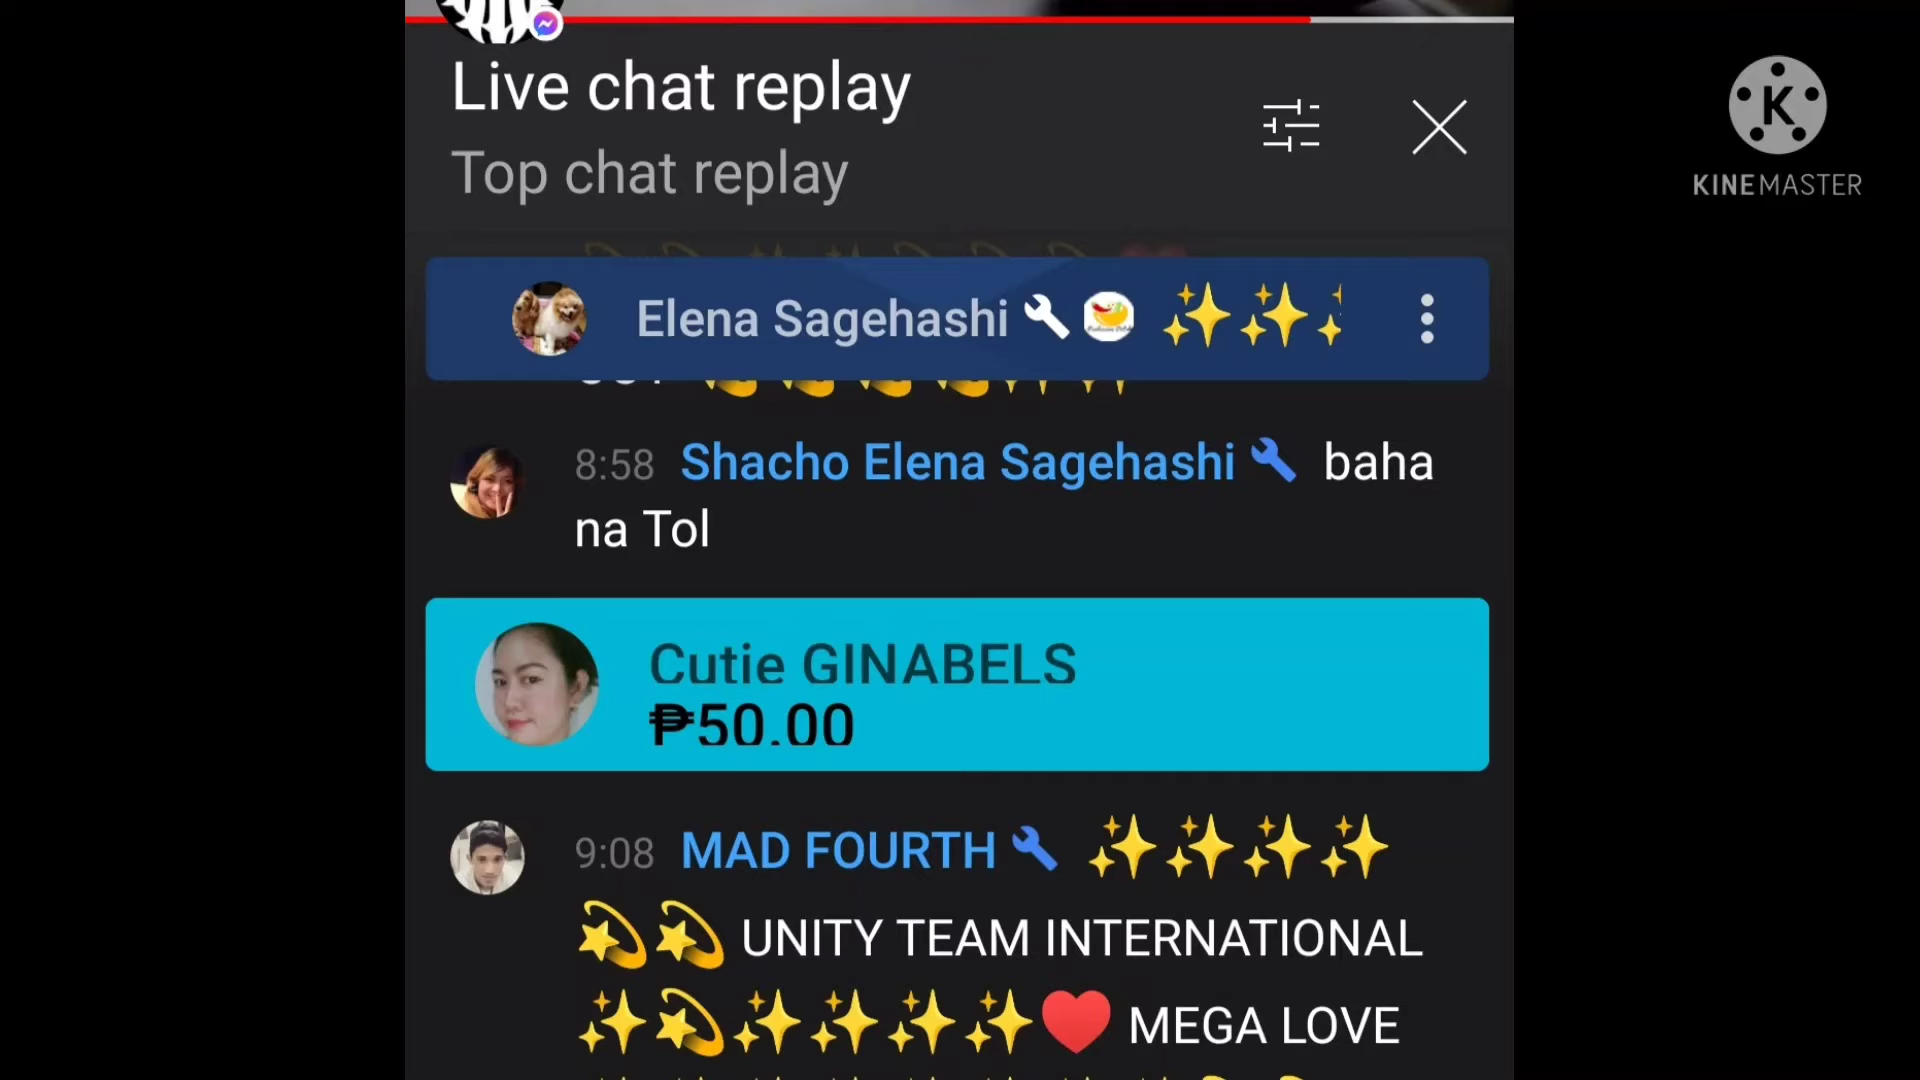 Live chat replay
Top chat replay
KINEMASTER
Elena Sagehashi 🔧 ✨✨
8:58 Shacho Elena Sagehashi 🔧 baha
na Tol
Cutie GINABELS
₱50.00
9:08 MAD FOURTH 🔧 ✨✨✨✨
💫💫 UNITY TEAM INTERNATIONAL
✨💫✨✨✨✨❤️ MEGA LOVE